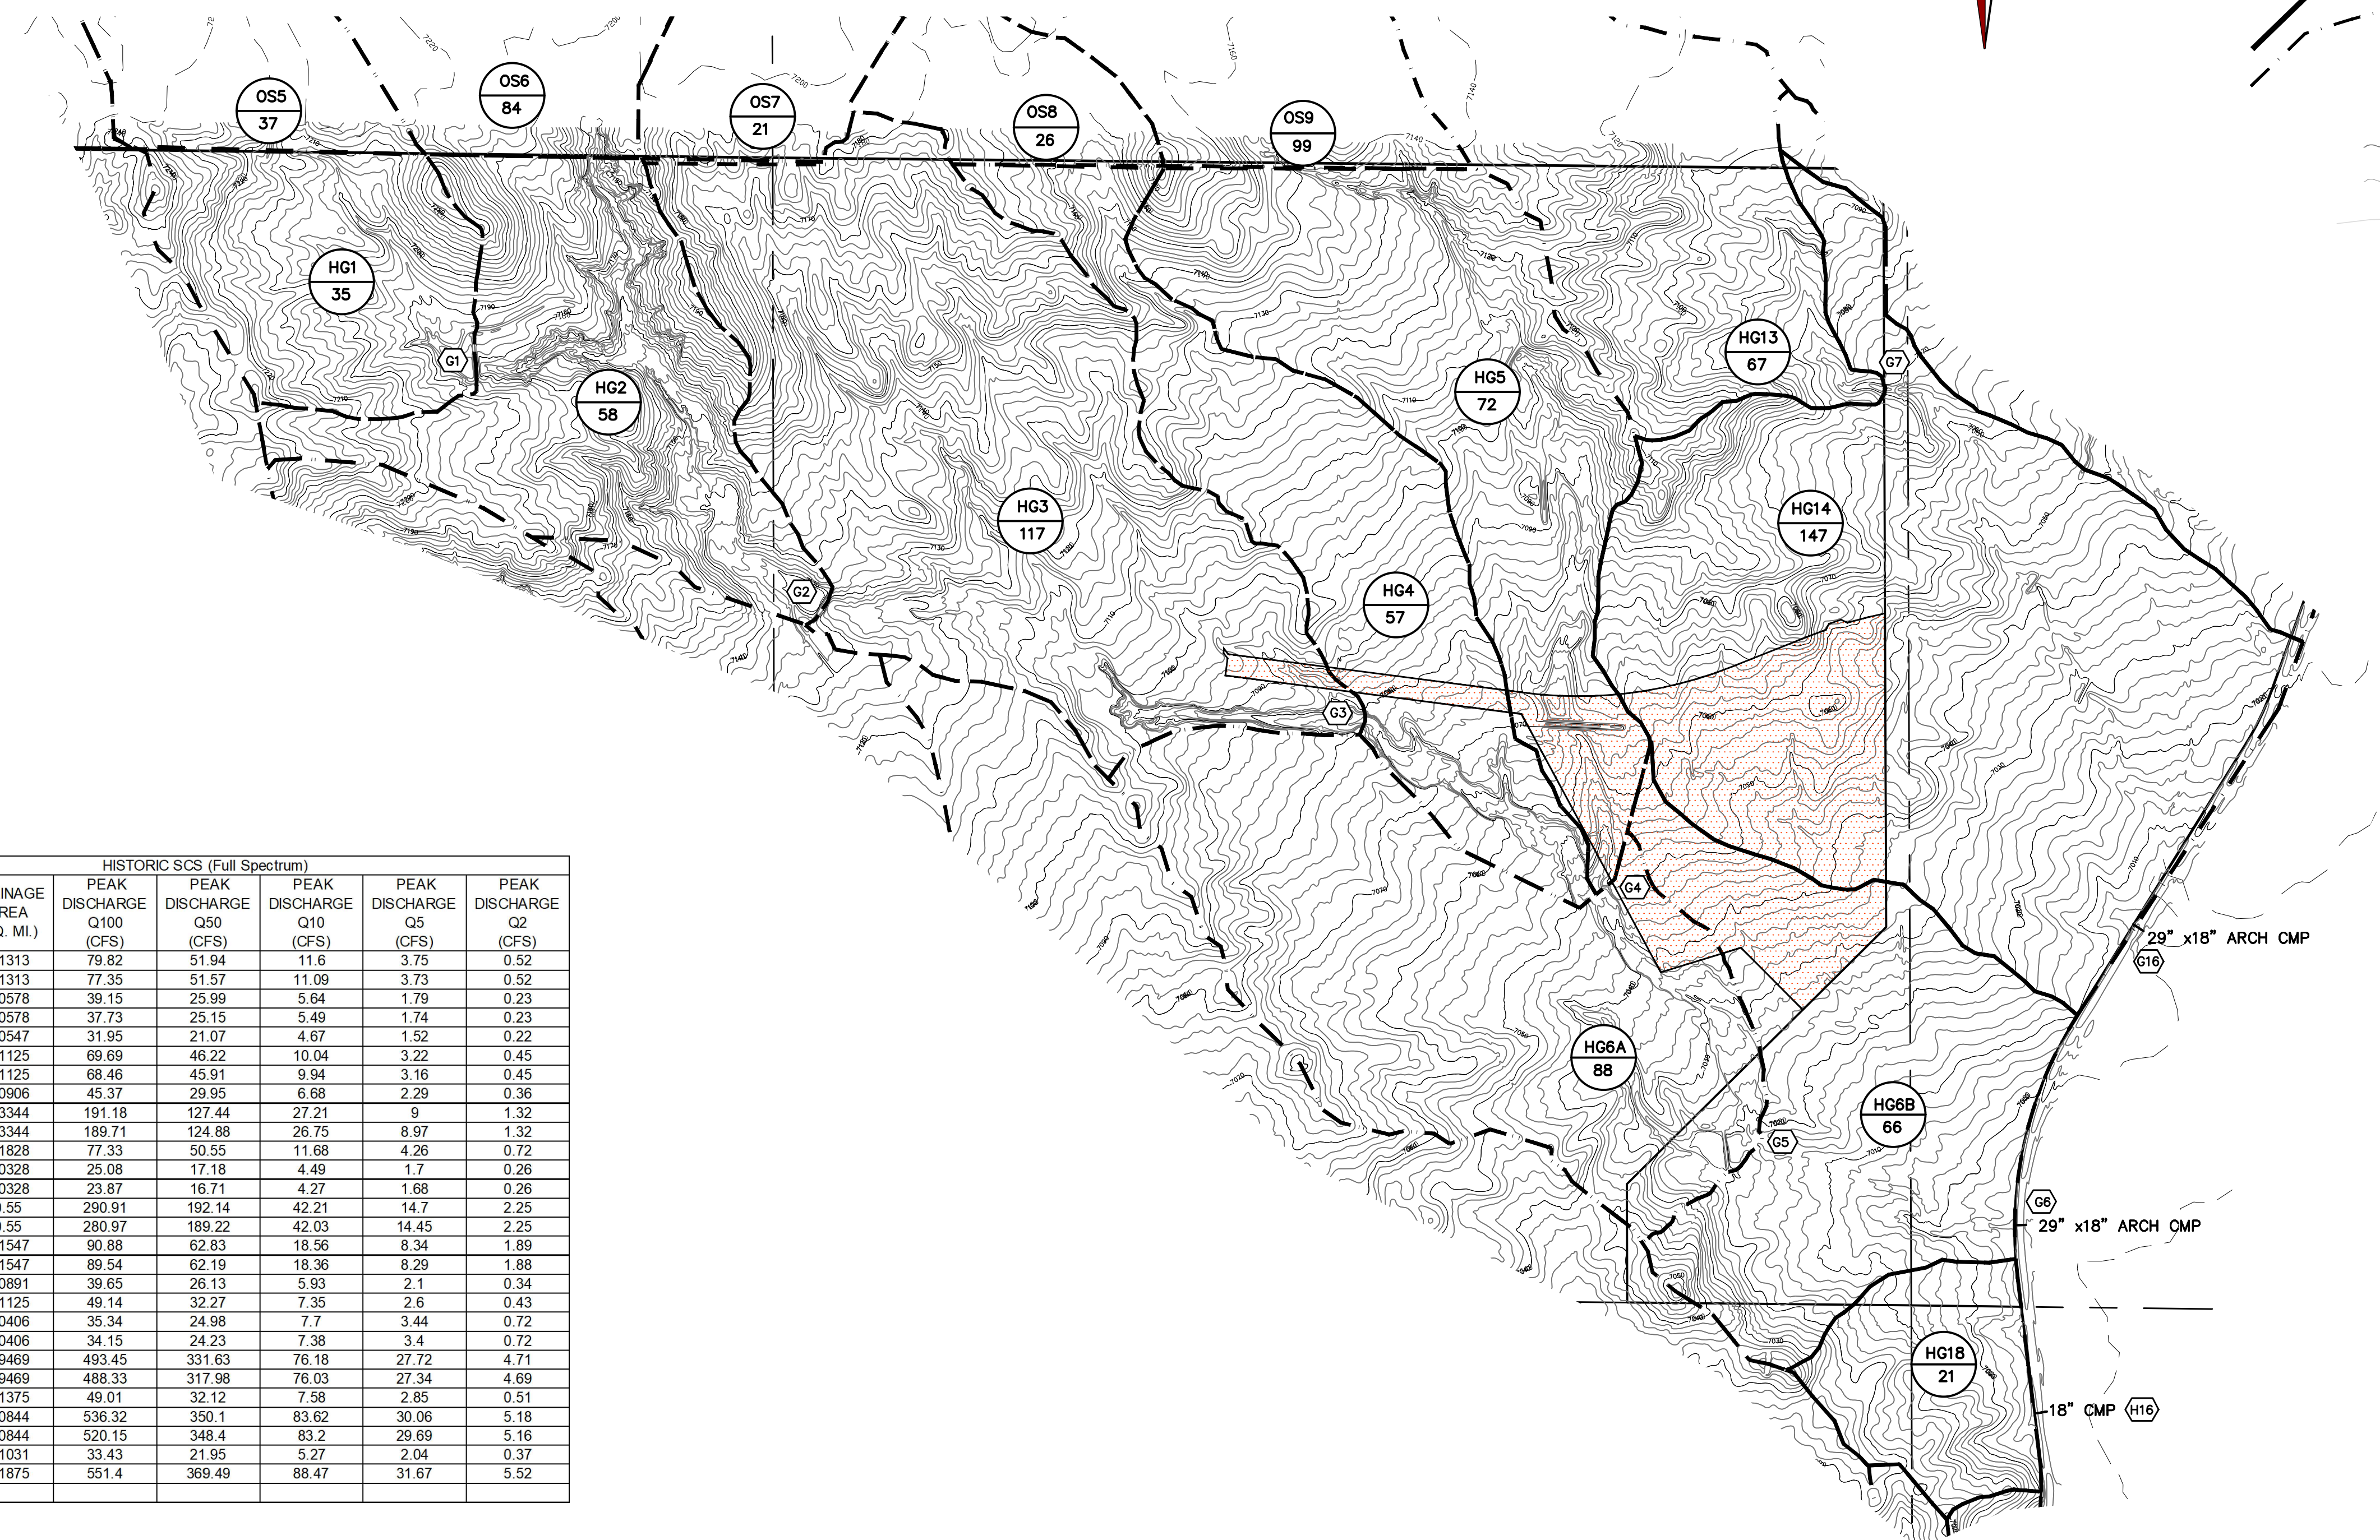 OS5
37
OS6
84
OS7
21
OS8
26
OS9
99
HG1
35
G1
HG2
58
G2
HG3
117
HG4
57
G3
HG5
72
HG13
67
G7
HG14
147
G4
HG6A
88
G5
HG6B
66
29" x18" ARCH CMP
G16
G6
29" x18" ARCH CMP
HG18
21
18" CMP H16
7220
7200
7200
7160
7140
7140
7120
7210
7190
7210
7130
7110
7130
7110
7090
7070
7010
7010
HISTORIC SCS (Full Spectrum)
INAGE PEAK PEAK PEAK PEAK PEAK
REA DISCHARGE DISCHARGE DISCHARGE DISCHARGE DISCHARGE
Q. MI.) Q100 Q50 Q10 Q5 Q2
(CFS) (CFS) (CFS) (CFS) (CFS)
1313 79.82 51.94 11.6 3.75 0.52
1313 77.35 51.57 11.09 3.73 0.52
0578 39.15 25.99 5.64 1.79 0.23
0578 37.73 25.15 5.49 1.74 0.23
0547 31.95 21.07 4.67 1.52 0.22
1125 69.69 46.22 10.04 3.22 0.45
1125 68.46 45.91 9.94 3.16 0.45
0906 45.37 29.95 6.68 2.29 0.36
3344 191.18 127.44 27.21 9 1.32
3344 189.71 124.88 26.75 8.97 1.32
1828 77.33 50.55 11.68 4.26 0.72
0328 25.08 17.18 4.49 1.7 0.26
0328 23.87 16.71 4.27 1.68 0.26
.55 290.91 192.14 42.21 14.7 2.25
.55 280.97 189.22 42.03 14.45 2.25
1547 90.88 62.83 18.56 8.34 1.89
1547 89.54 62.19 18.36 8.29 1.88
0891 39.65 26.13 5.93 2.1 0.34
1125 49.14 32.27 7.35 2.6 0.43
0406 35.34 24.98 7.7 3.44 0.72
0406 34.15 24.23 7.38 3.4 0.72
9469 493.45 331.63 76.18 27.72 4.71
9469 488.33 317.98 76.03 27.34 4.69
1375 49.01 32.12 7.58 2.85 0.51
0844 536.32 350.1 83.62 30.06 5.18
0844 520.15 348.4 83.2 29.69 5.16
1031 33.43 21.95 5.27 2.04 0.37
1875 551.4 369.49 88.47 31.67 5.52